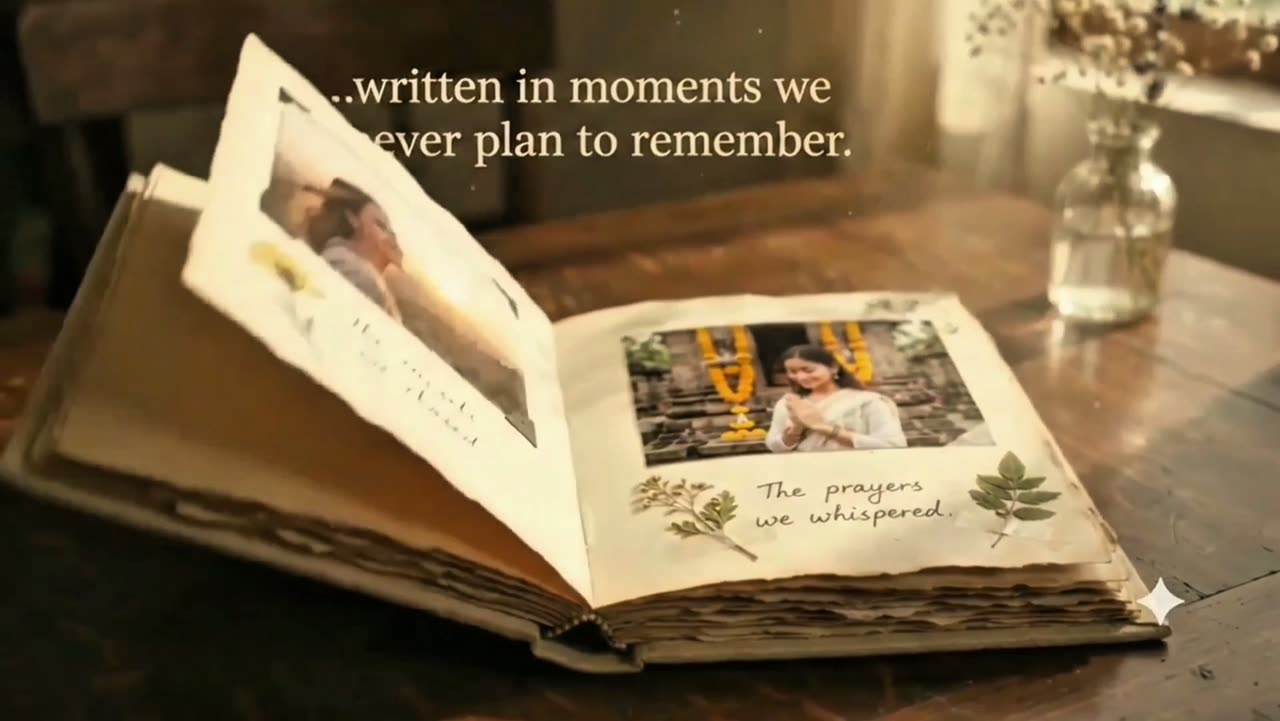 ..written in moments we
ever plan to remember.
The prayers
we whispered.